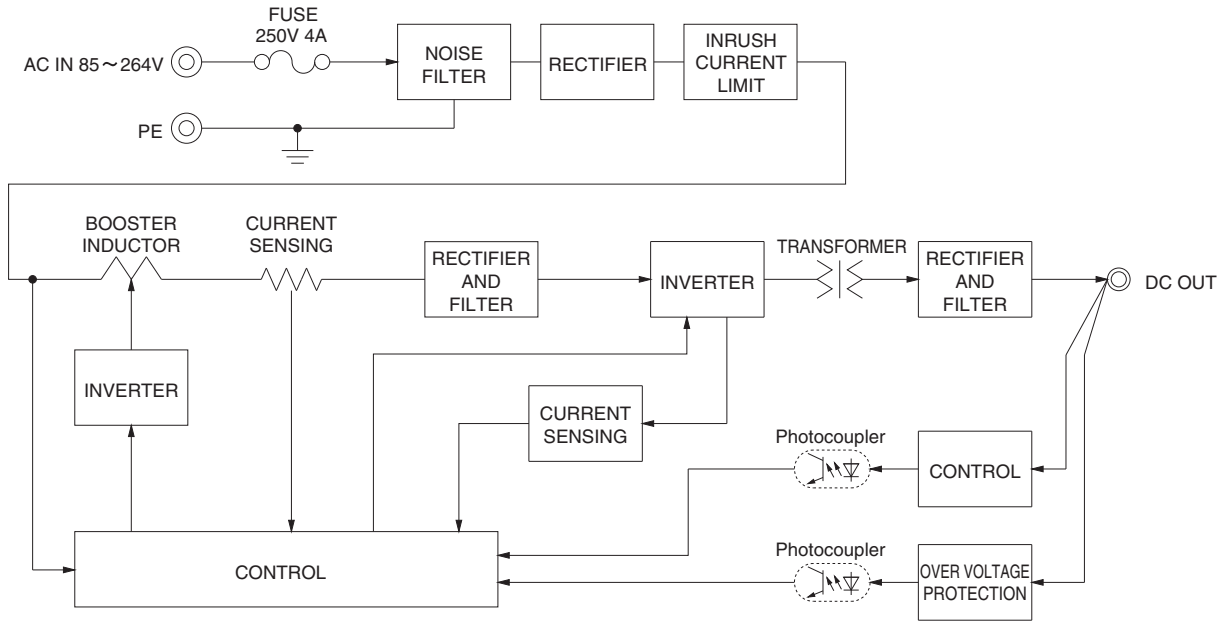 FUSE
250V 4A
AC IN 85～264V
NOISE
FILTER
RECTIFIER
INRUSH
CURRENT
LIMIT
PE
BOOSTER
INDUCTOR
CURRENT
SENSING
RECTIFIER
AND
FILTER
INVERTER
TRANSFORMER
RECTIFIER
AND
FILTER
DC OUT
INVERTER
CURRENT
SENSING
Photocoupler
CONTROL
CONTROL
Photocoupler
OVER VOLTAGE
PROTECTION